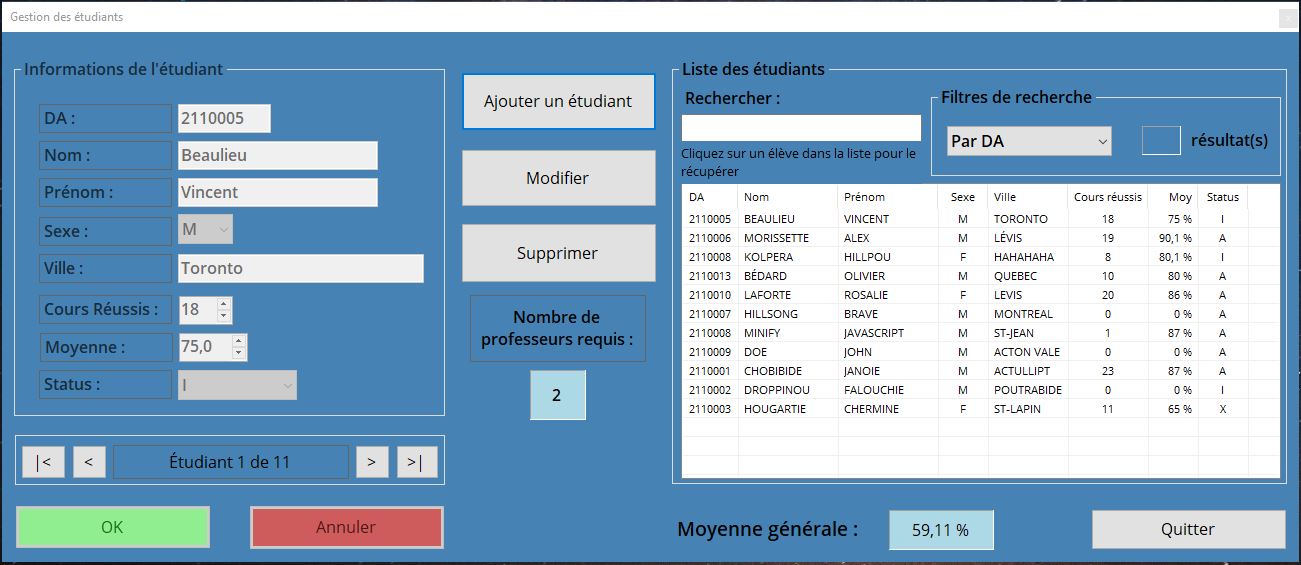 Gestion des étudiants
x
Informations de l'étudiant
DA :
2110005
Nom :
Beaulieu
Prénom :
Vincent
Sexe :
M
Ville :
Toronto
Cours Réussis :
18
Moyenne :
75,0
Status :
I
|<
<
Étudiant 1 de 11
>
>|
OK
Annuler
Ajouter un étudiant
Modifier
Supprimer
Nombre de
professeurs requis :
2
Liste des étudiants
Rechercher :
Cliquez sur un élève dans la liste pour le
récupérer
Filtres de recherche
Par DA
résultat(s)
DA Nom Prénom Sexe Ville Cours réussis Moy Status
2110005 BEAULIEU VINCENT M TORONTO 18 75 % I
2110006 MORISSETTE ALEX M LÉVIS 19 90,1 % A
2110008 KOLPERA HILLPOU F HAHAHAHA 8 80,1 % I
2110013 BÉDARD OLIVIER M QUEBEC 10 80 % A
2110010 LAFORTE ROSALIE F LEVIS 20 86 % A
2110007 HILLSONG BRAVE M MONTREAL 0 0 % A
2110008 MINIFY JAVASCRIPT M ST-JEAN 1 87 % A
2110009 DOE JOHN M ACTON VALE 0 0 % A
2110001 CHOBIBIDE JANOIE M ACTULLIPT 23 87 % A
2110002 DROPPINOU FALOUCHIE M POUTRABIDE 0 0 % I
2110003 HOUGARTIE CHERMINE F ST-LAPIN 11 65 % X
Moyenne générale :
59,11 %
Quitter